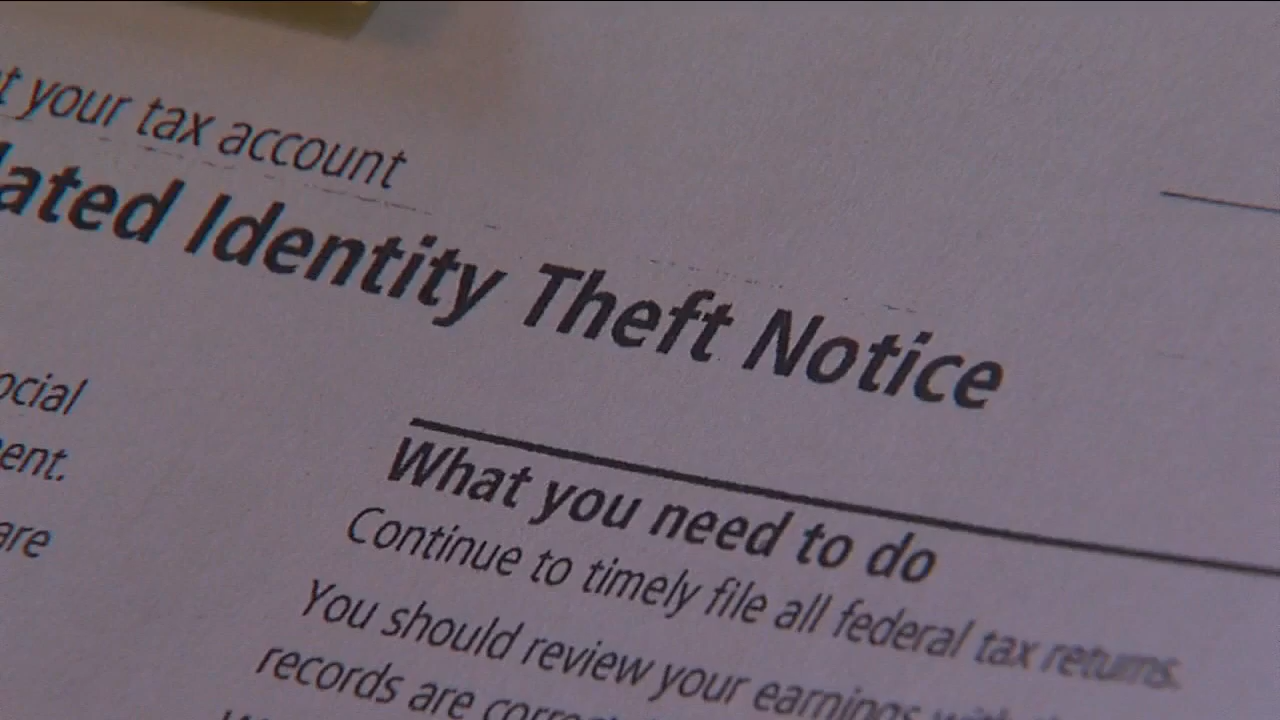 t your tax account
lated Identity Theft Notice
ocial
ent.
are
What you need to do
Continue to timely file all federal tax returns.
You should review your earnings
records are